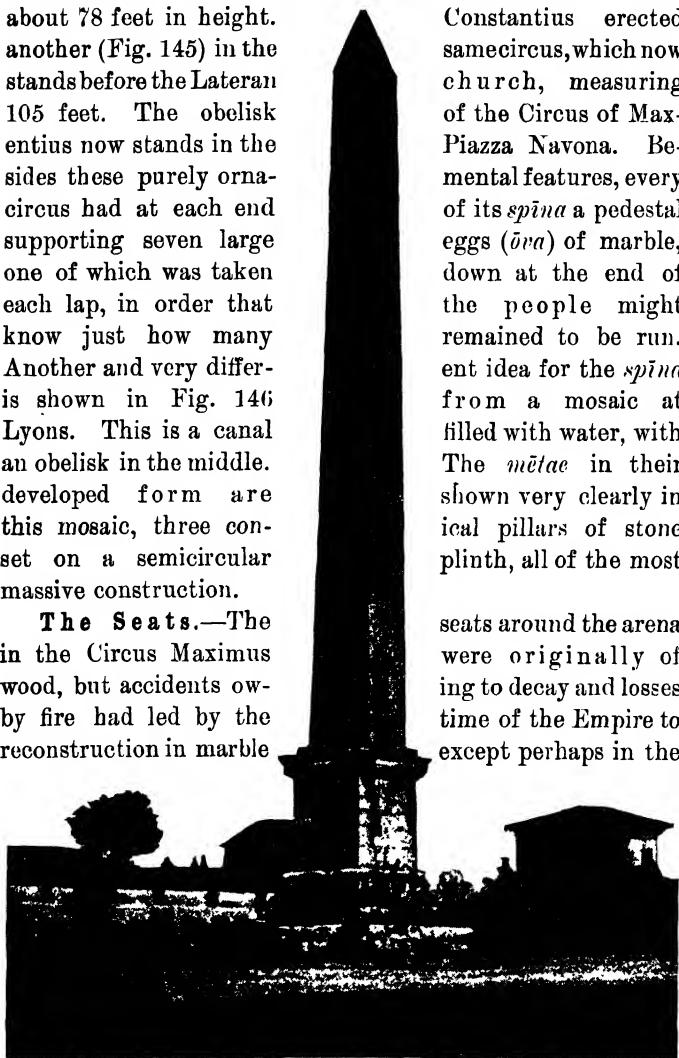 about 78 feet in height. Constantius erected
another (Fig. 145) in the same circus, which now
stands before the Lateran church, measuring
105 feet. The obelisk of the Circus of Max-
entius now stands in the Piazza Navona. Be-
sides these purely orna- mental features, every
circus had at each end of its spīna a pedestal
supporting seven large eggs (ōva) of marble,
one of which was taken down at the end of
each lap, in order that the people might
know just how many remained to be run.
Another and very differ- ent idea for the spīna
is shown in Fig. 146 from a mosaic at
Lyons. This is a canal filled with water, with
an obelisk in the middle. The mētae in their
developed form are shown very clearly in
this mosaic, three con- ical pillars of stone
set on a semicircular plinth, all of the most
massive construction.
The Seats.—The seats around the arena
in the Circus Maximus were originally of
wood, but accidents ow- ing to decay and losses
by fire had led by the time of the Empire to
reconstruction in marble except perhaps in the